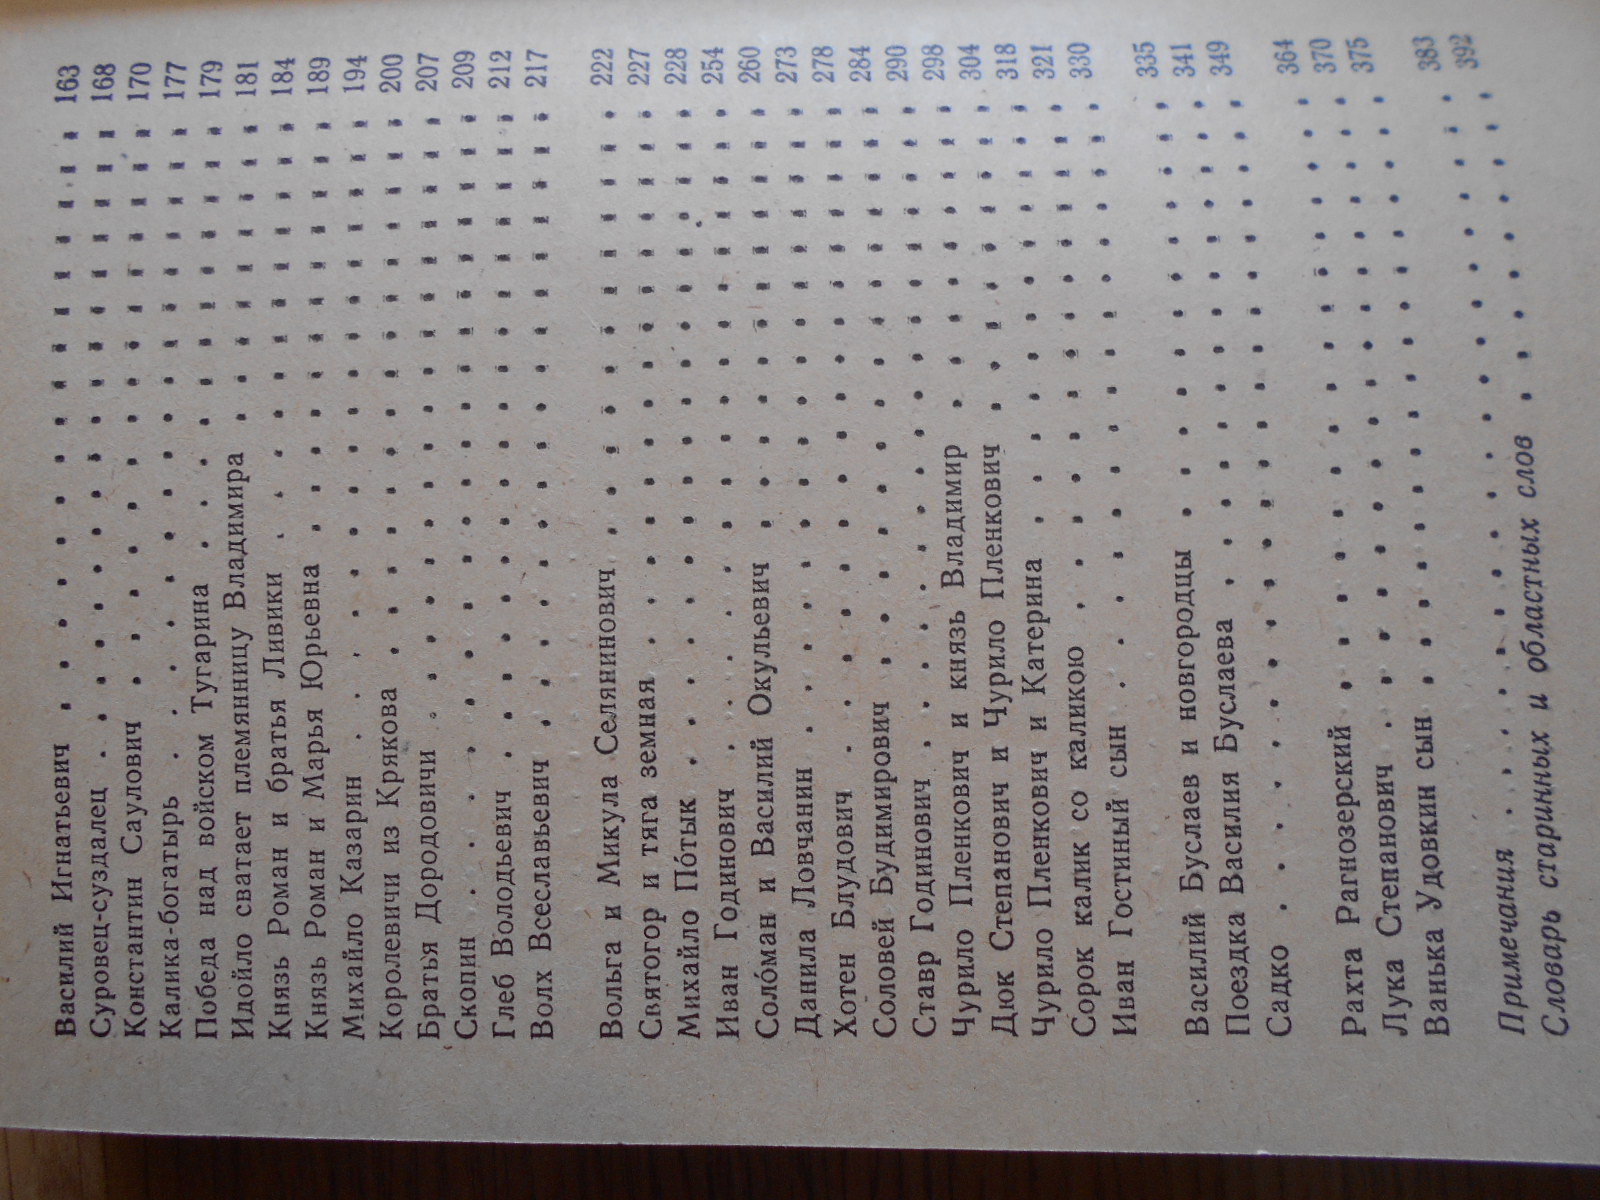 Василий Игнатьевич . . . . . . . . . . . . . . . . 163
Суровец-суздалец . . . . . . . . . . . . . . . . . 168
Константин Саулович . . . . . . . . . . . . . . . 170
Калика-богатырь . . . . . . . . . . . . . . . . . 177
Победа над войском Тугарина . . . . . . . . . . . . 179
Идойло сватает племянницу Владимира . . . . . . . . 181
Князь Роман и братья Ливики . . . . . . . . . . . . 184
Князь Роман и Марья Юрьевна . . . . . . . . . . . . 189
Михайло Казарин . . . . . . . . . . . . . . . . . 194
Королевичи из Крякова . . . . . . . . . . . . . . . 200
Братья Дородовичи . . . . . . . . . . . . . . . . 207
Скопин . . . . . . . . . . . . . . . . . . . . . 209
Глеб Володьевич . . . . . . . . . . . . . . . . . 212
Волх Всеславьевич . . . . . . . . . . . . . . . . 217
Вольга и Микула Селянинович . . . . . . . . . . . . 222
Святогор и тяга земная . . . . . . . . . . . . . . 227
Михайло По́тык . . . . . . . . . . . . . . . . . . 228
Иван Годинович . . . . . . . . . . . . . . . . . . 254
Соло́ман и Василий Окульевич . . . . . . . . . . . . 260
Данила Ловчанин . . . . . . . . . . . . . . . . . 273
Хотен Блудович . . . . . . . . . . . . . . . . . . 278
Соловей Будимирович . . . . . . . . . . . . . . . 284
Ставр Годинович . . . . . . . . . . . . . . . . . 290
Чурило Пленкович и князь Владимир . . . . . . . . . 298
Дюк Степанович и Чурило Пленкович . . . . . . . . . 304
Чурило Пленкович и Катерина . . . . . . . . . . . . 318
Сорок калик со каликою . . . . . . . . . . . . . . 321
Иван Гостиный сын . . . . . . . . . . . . . . . . 330
Василий Буслаев и новгородцы . . . . . . . . . . . 335
Поездка Василия Буслаева . . . . . . . . . . . . . 341
Садко . . . . . . . . . . . . . . . . . . . . . . 349
Рахта Рагнозерский . . . . . . . . . . . . . . . . 364
Лука Степанович . . . . . . . . . . . . . . . . . 370
Ванька Удовкин сын . . . . . . . . . . . . . . . . 375
Примечания . . . . . . . . . . . . . . . . . . . . 383
Словарь старинных и областных слов . . . . . . . . . 392